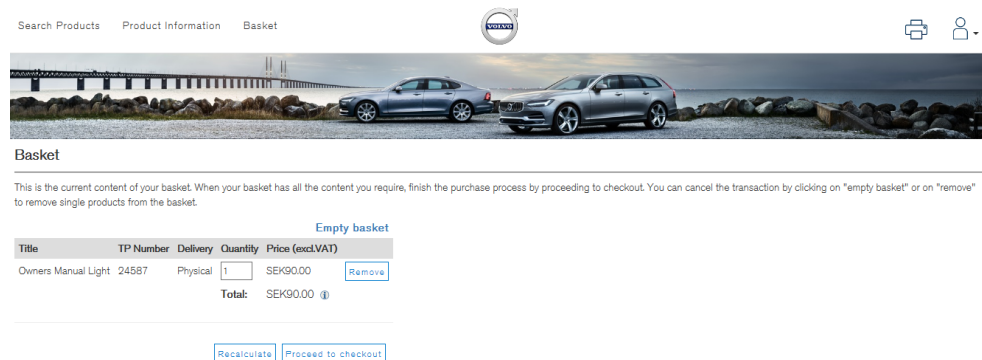 Search Products Product Information Basket
VOLVO
Basket
This is the current content of your basket. When your basket has all the content you require, finish the purchase process by proceeding to checkout. You can cancel the transaction by clicking on "empty basket" or on "remove"
to remove single products from the basket.
Empty basket
Title TP Number Delivery Quantity Price (excl.VAT)
Owners Manual Light 24587 Physical 1 SEK90.00 Remove
Total: SEK90.00
Recalculate Proceed to checkout